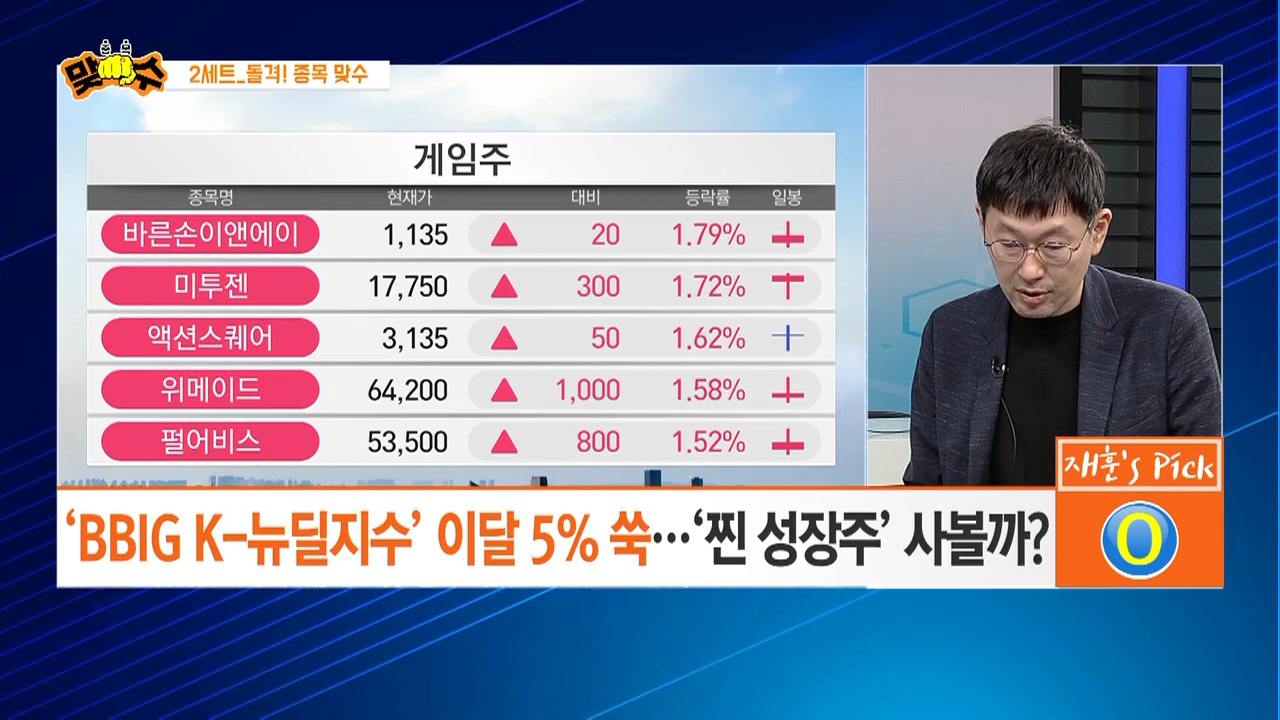 종목
맞수
2세트_돌격! 종목 맞수
게임주
종목명 현재가 대비 등락률 일봉
바른손이앤에이 1,135 ▲ 20 1.79%
미투젠 17,750 ▲ 300 1.72%
액션스퀘어 3,135 ▲ 50 1.62%
위메이드 64,200 ▲ 1,000 1.58%
펄어비스 53,500 ▲ 800 1.52%
재훈's Pick
O
‘BBIG K-뉴딜지수’ 이달 5% 쑥…‘찐 성장주’ 사볼까?